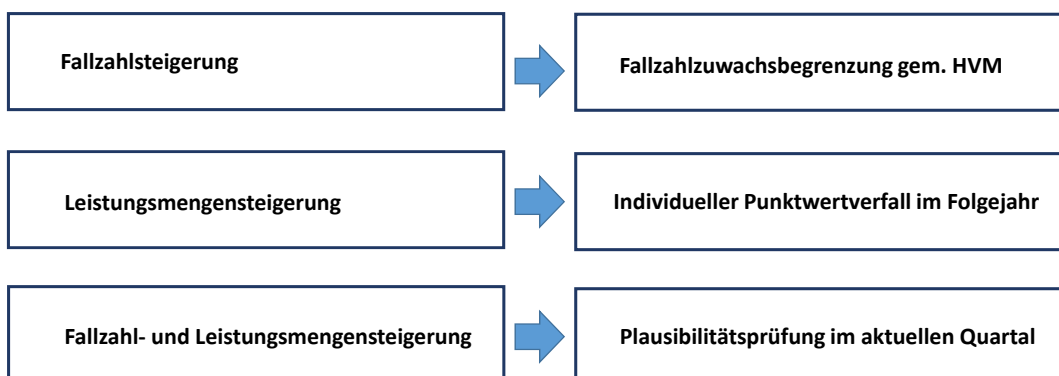 Fallzahlsteigerung
Fallzahlzuwachsbegrenzung gem. HVM
Leistungsmengensteigerung
Individueller Punktwertverfall im Folgejahr
Fallzahl- und Leistungsmengensteigerung
Plausibilitätsprüfung im aktuellen Quartal